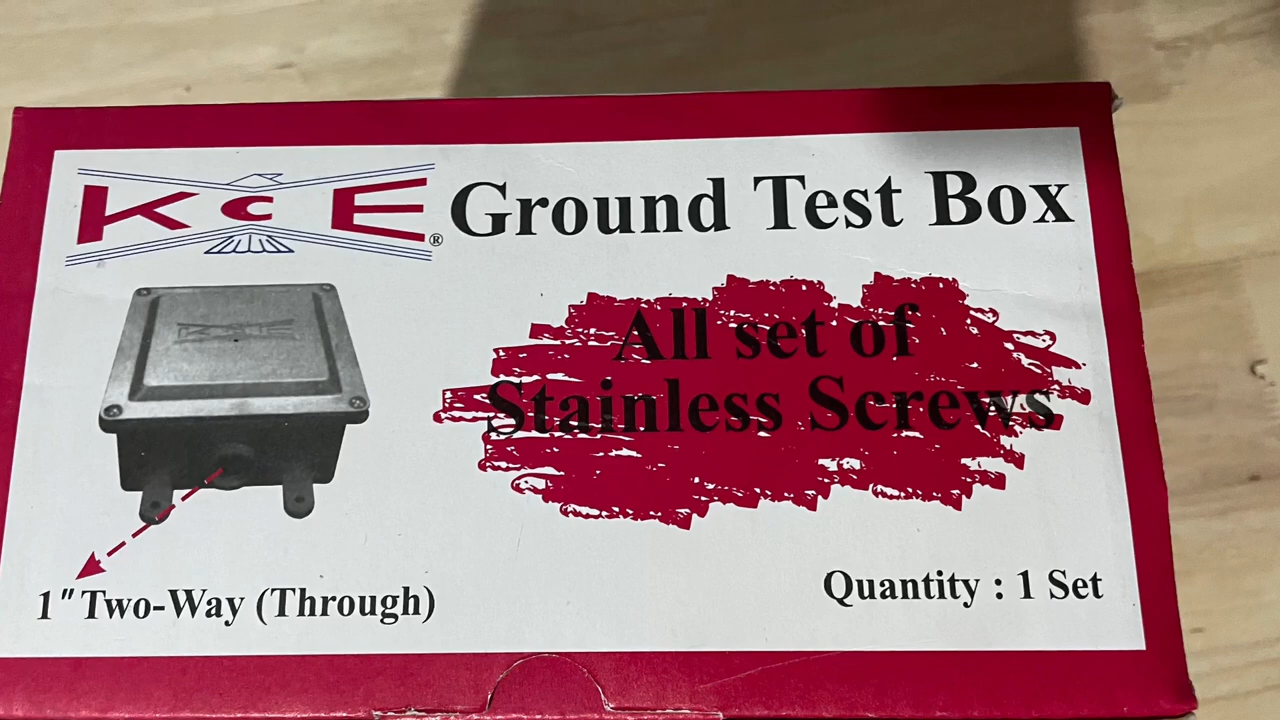 KCE® Ground Test Box
All set of
Stainless Screws
1" Two-Way (Through)
Quantity : 1 Set